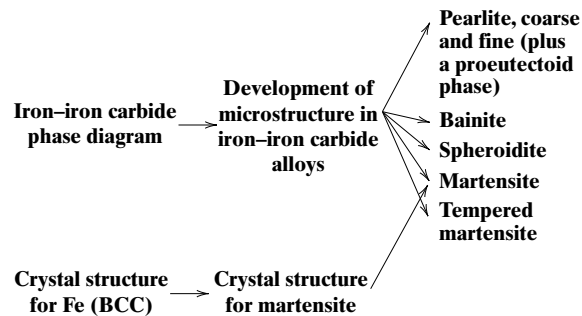 Iron–iron carbide
phase diagram
Development of
microstructure in
iron–iron carbide
alloys
Pearlite, coarse
and fine (plus
a proeutectoid
phase)
Bainite
Spheroidite
Martensite
Tempered
martensite
Crystal structure
for Fe (BCC)
Crystal structure
for martensite